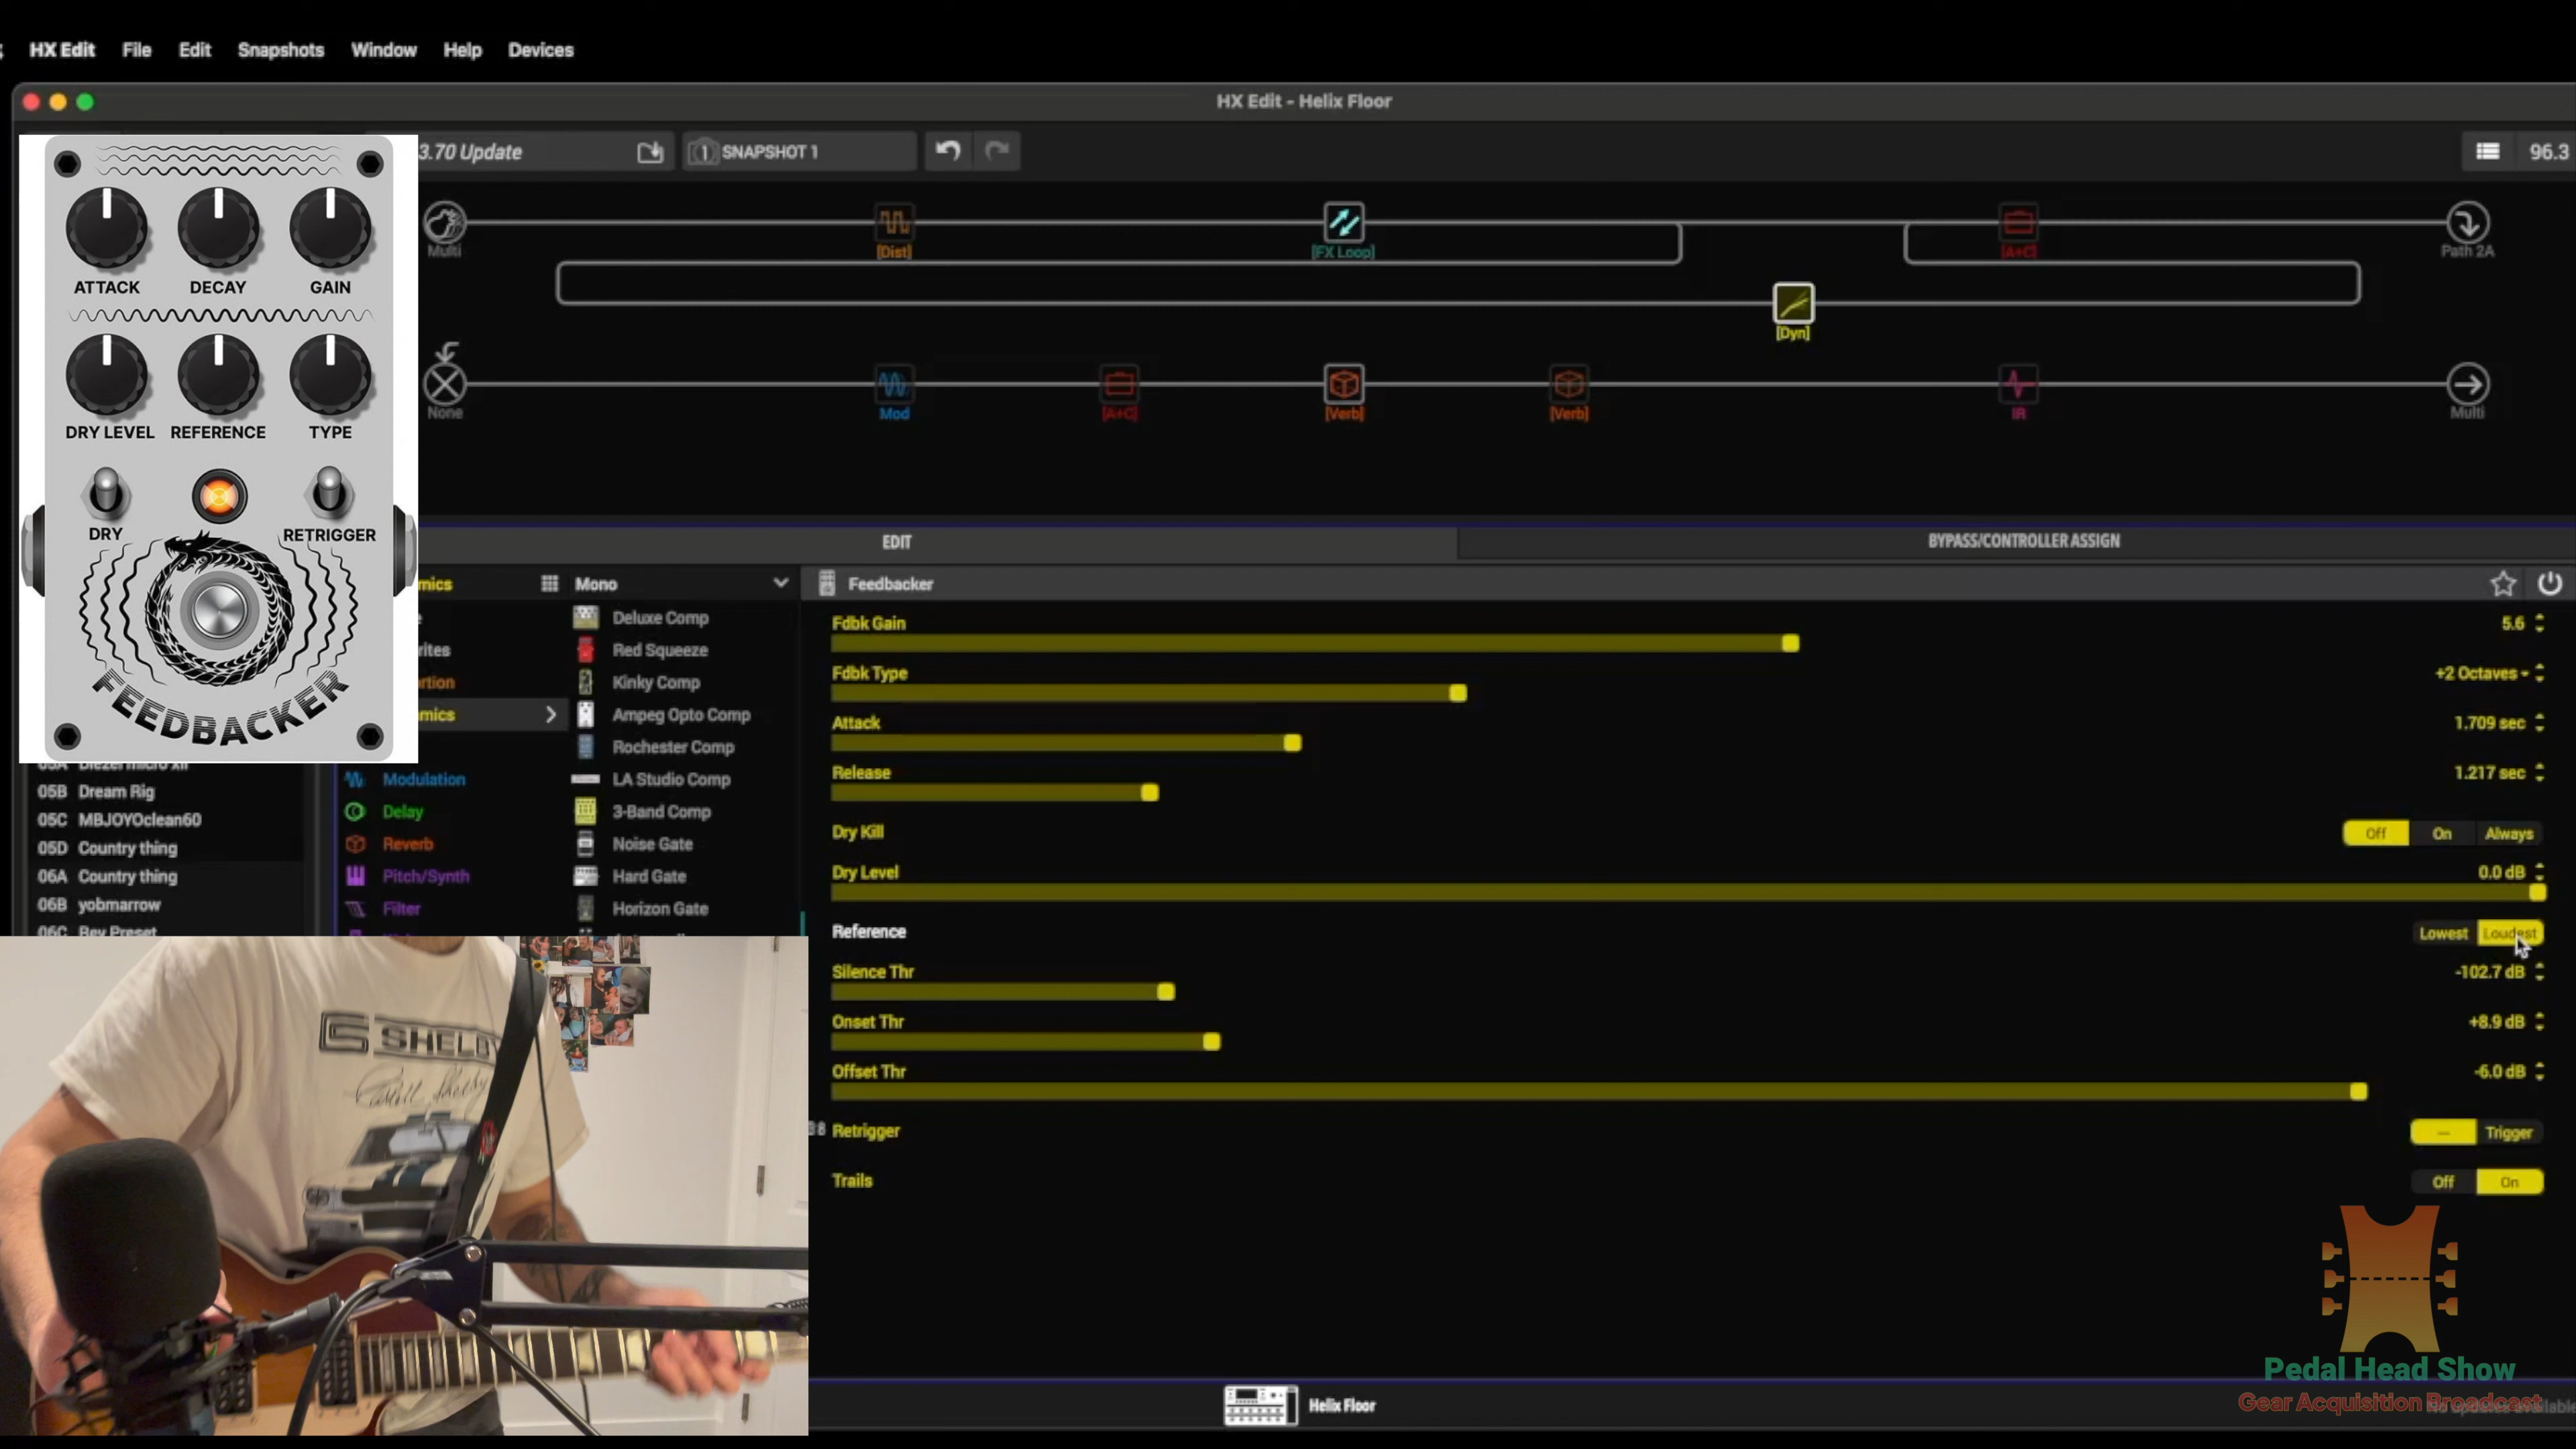 HX Edit File Edit Snapshots Window Help Devices
HX Edit - Helix Floor
3.70 Update
1 SNAPSHOT 1
96.3
Multi
[Dist]
[FX Loop]
[A+C]
Path 2A
[Dyn]
None
Mod
[A+C]
[Verb]
[Verb]
IR
Multi
ATTACK DECAY GAIN
DRY LEVEL REFERENCE TYPE
DRY RETRIGGER
FEEDBACKER
EDIT
BYPASS/CONTROLLER ASSIGN
Mono
Deluxe Comp
Red Squeeze
Kinky Comp
Ampeg Opto Comp
Rochester Comp
LA Studio Comp
3-Band Comp
Noise Gate
Hard Gate
Horizon Gate
Modulation
Delay
Reverb
Pitch/Synth
Filter
05B Dream Rig
05C MBJOYOclean60
05D Country thing
06A Country thing
06B yobmarrow
06C Rev Preset
Feedbacker
Fdbk Gain 5.6
Fdbk Type +2 Octaves
Attack 1.709 sec
Release 1.217 sec
Dry Kill Off On Always
Dry Level 0.0 dB
Reference Lowest Loudest
Silence Thr -102.7 dB
Onset Thr +8.9 dB
Offset Thr -6.0 dB
Retrigger --- Trigger
Trails Off On
SHELBY
Carroll Shelby
Pedal Head Show
Gear Acquisition Broadcast
Helix Floor